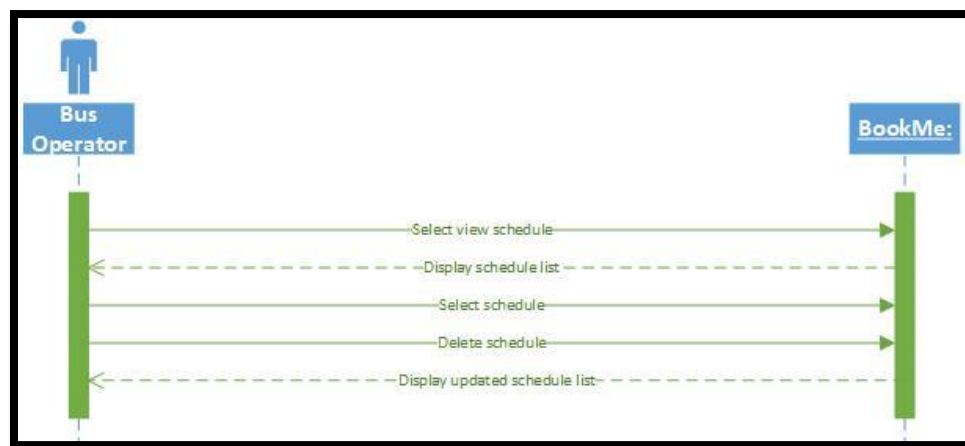 Bus
Operator
BookMe:
Select view schedule
Display schedule list
Select schedule
Delete schedule
Display updated schedule list